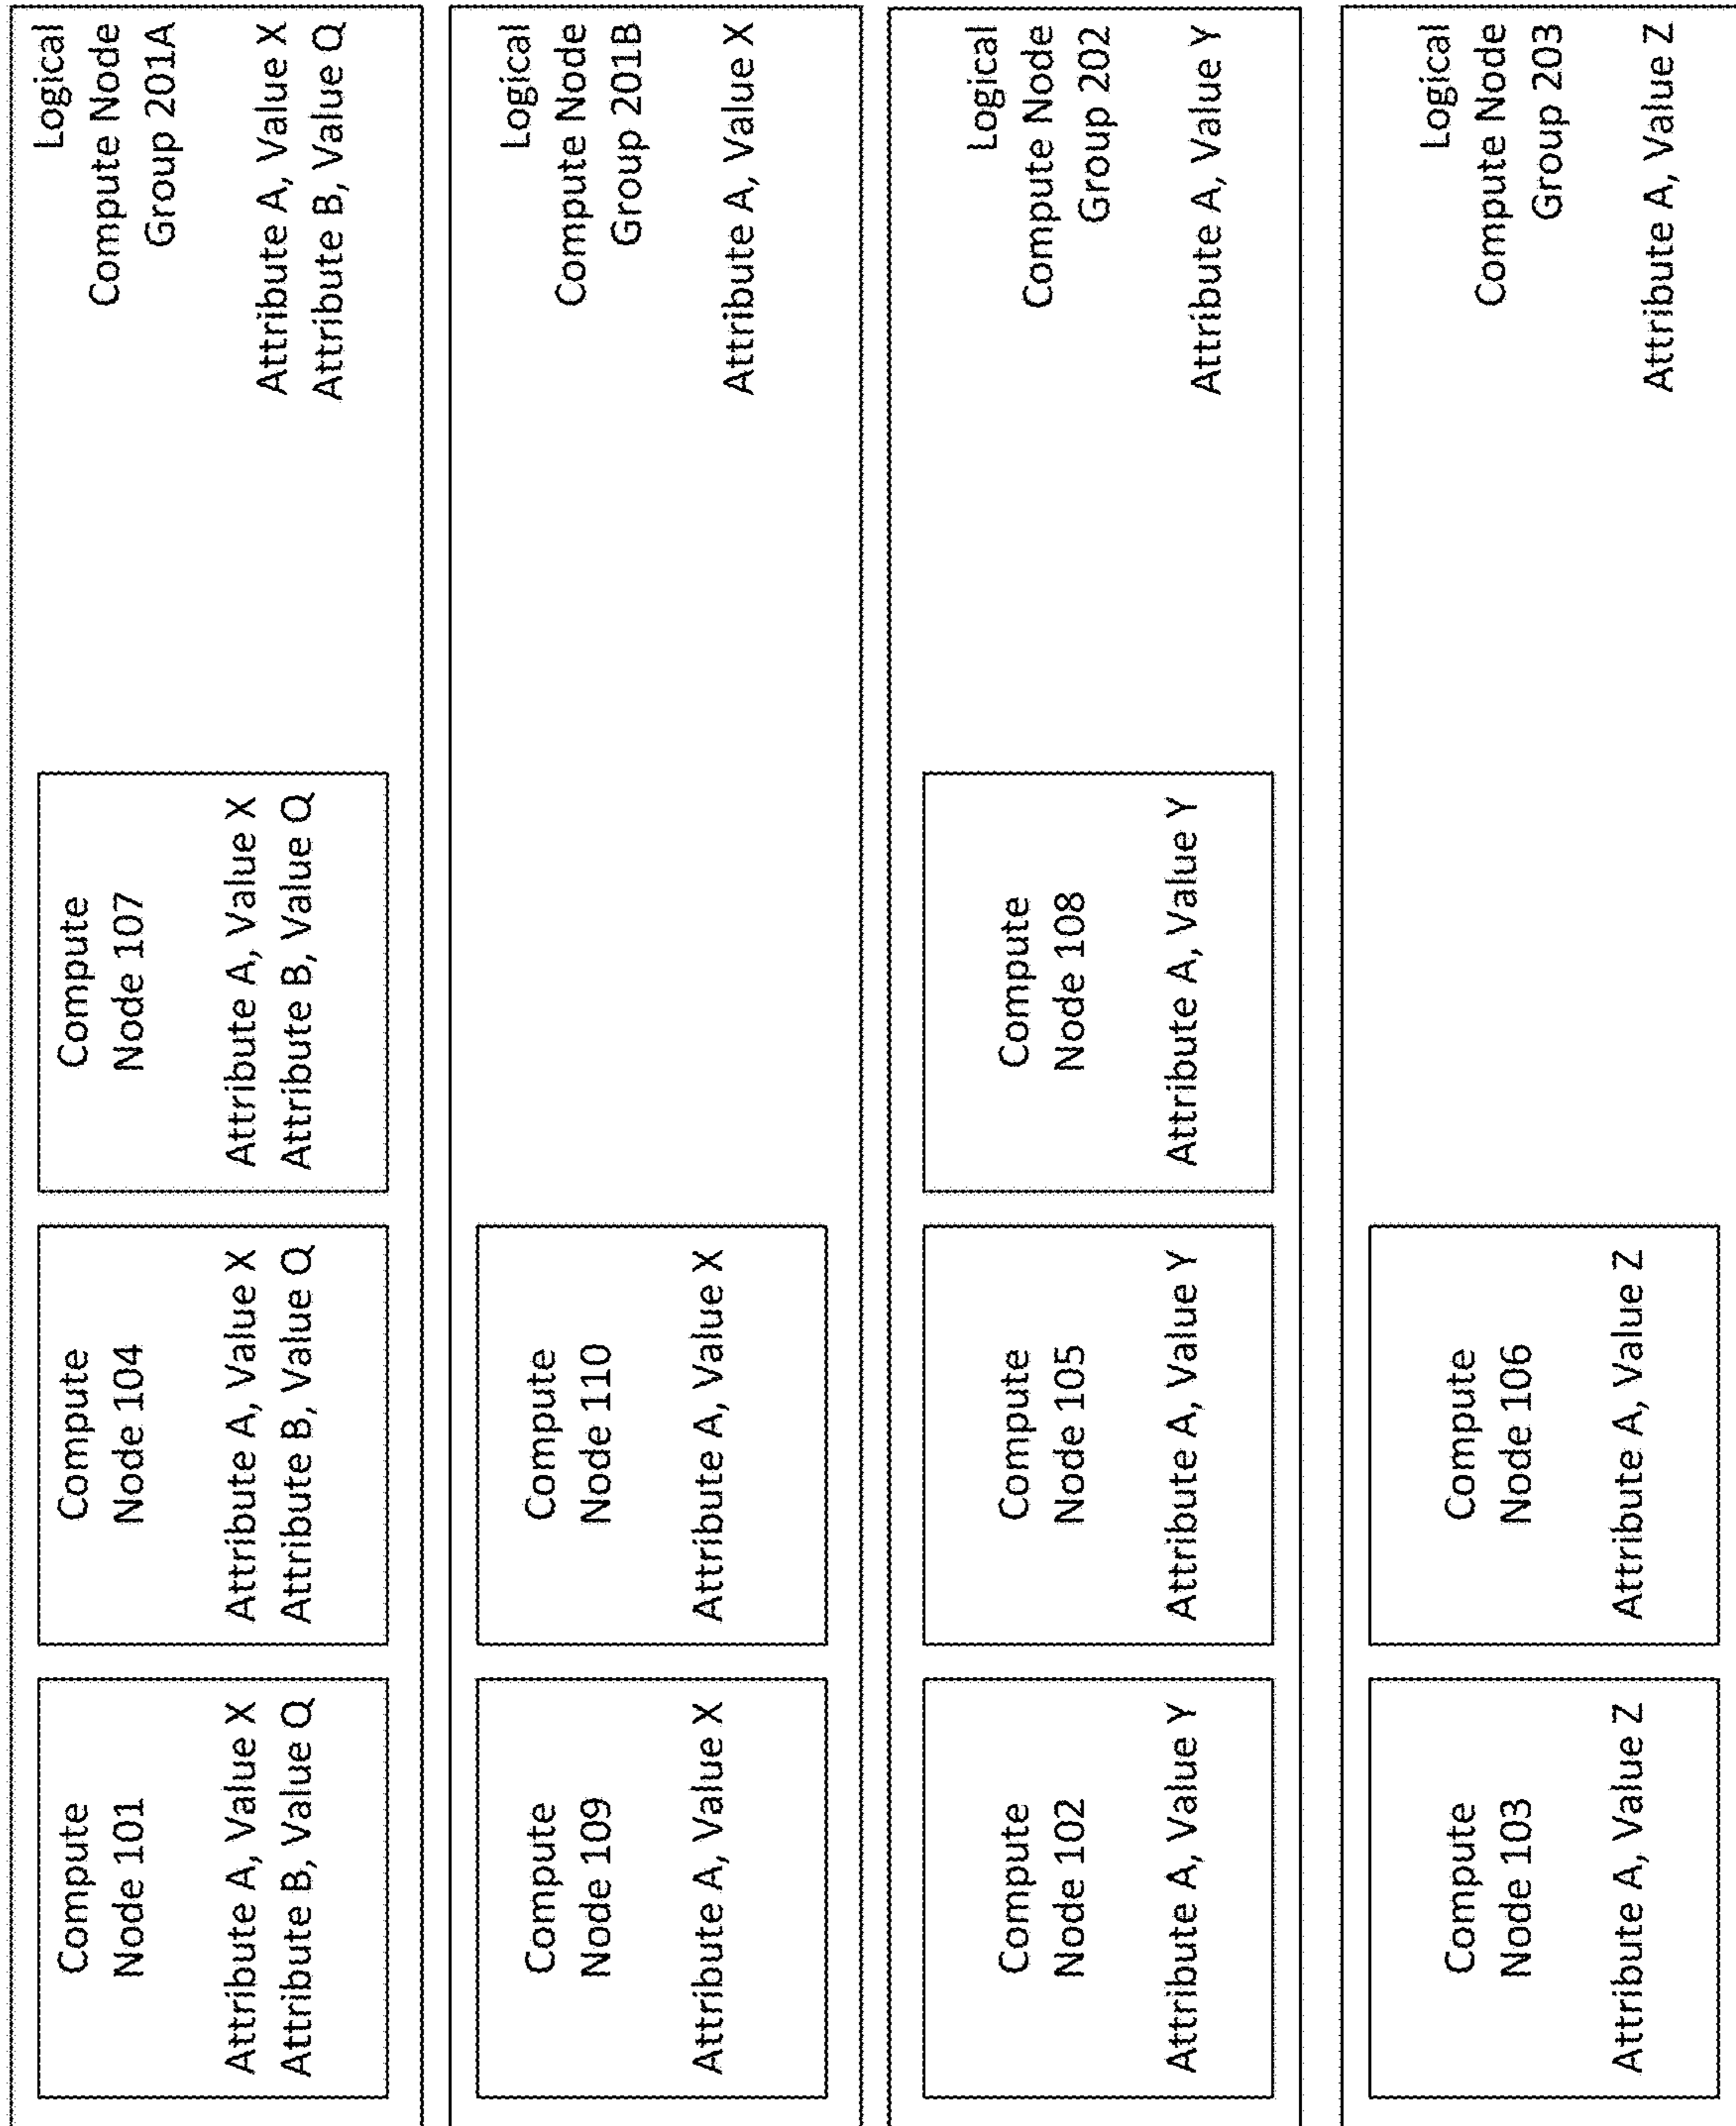 Compute
Node 101
Attribute A, Value X
Attribute B, Value Q
Compute
Node 104
Attribute A, Value X
Attribute B, Value Q
Compute
Node 107
Attribute A, Value X
Attribute B, Value Q
Logical
Compute Node
Group 201A
Attribute A, Value X
Attribute B, Value Q
Compute
Node 109
Attribute A, Value X
Compute
Node 110
Attribute A, Value X
Logical
Compute Node
Group 201B
Attribute A, Value X
Compute
Node 102
Attribute A, Value Y
Compute
Node 105
Attribute A, Value Y
Compute
Node 108
Attribute A, Value Y
Logical
Compute Node
Group 202
Attribute A, Value Y
Compute
Node 103
Attribute A, Value Z
Compute
Node 106
Attribute A, Value Z
Logical
Compute Node
Group 203
Attribute A, Value Z